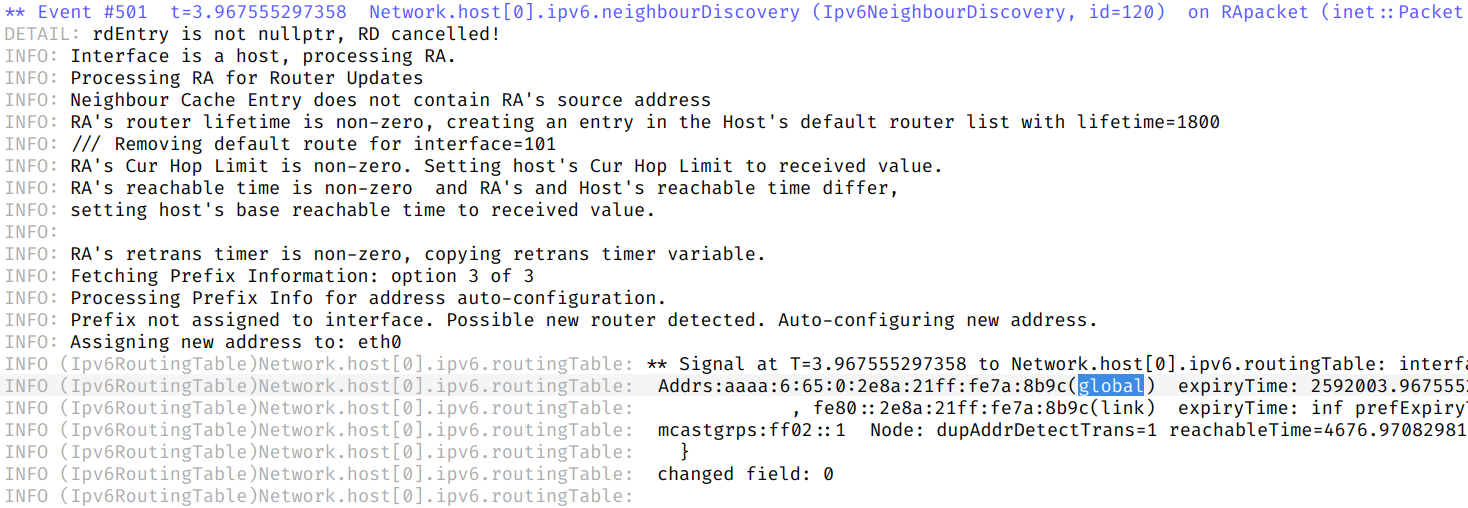 ** Event #501  t=3.967555297358  Network.host[0].ipv6.neighbourDiscovery (Ipv6NeighbourDiscovery, id=120)  on RApacket (inet::Packet
DETAIL: rdEntry is not nullptr, RD cancelled!
INFO: Interface is a host, processing RA.
INFO: Processing RA for Router Updates
INFO: Neighbour Cache Entry does not contain RA's source address
INFO: RA's router lifetime is non-zero, creating an entry in the Host's default router list with lifetime=1800
INFO: /// Removing default route for interface=101
INFO: RA's Cur Hop Limit is non-zero. Setting host's Cur Hop Limit to received value.
INFO: RA's reachable time is non-zero  and RA's and Host's reachable time differ,
INFO: setting host's base reachable time to received value.
INFO:
INFO: RA's retrans timer is non-zero, copying retrans timer variable.
INFO: Fetching Prefix Information: option 3 of 3
INFO: Processing Prefix Info for address auto-configuration.
INFO: Prefix not assigned to interface. Possible new router detected. Auto-configuring new address.
INFO: Assigning new address to: eth0
INFO (Ipv6RoutingTable)Network.host[0].ipv6.routingTable: ** Signal at T=3.967555297358 to Network.host[0].ipv6.routingTable: interfa
INFO (Ipv6RoutingTable)Network.host[0].ipv6.routingTable:  Addrs:aaaa:6:65:0:2e8a:21ff:fe7a:8b9c(global)  expiryTime: 2592003.967555
INFO (Ipv6RoutingTable)Network.host[0].ipv6.routingTable:              , fe80::2e8a:21ff:fe7a:8b9c(link)  expiryTime: inf prefExpiry
INFO (Ipv6RoutingTable)Network.host[0].ipv6.routingTable:  mcastgrps:ff02::1  Node: dupAddrDetectTrans=1 reachableTime=4676.97082981
INFO (Ipv6RoutingTable)Network.host[0].ipv6.routingTable:    }
INFO (Ipv6RoutingTable)Network.host[0].ipv6.routingTable:  changed field: 0
INFO (Ipv6RoutingTable)Network.host[0].ipv6.routingTable: